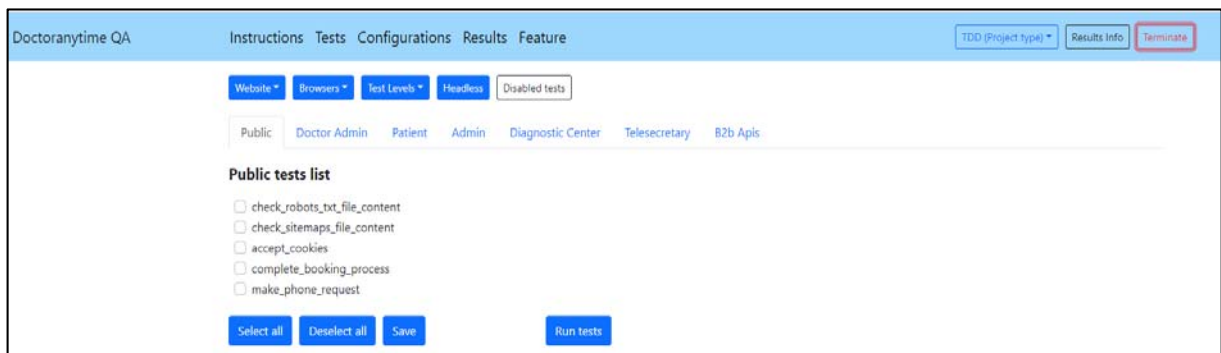 Doctoranytime QA Instructions Tests Configurations Results Feature TDD (Project type) Results Info Terminate
Website Browsers Test Levels Headless Disabled tests
Public Doctor Admin Patient Admin Diagnostic Center Telesecretary B2b Apis
Public tests list
check_robots_txt_file_content
check_sitemaps_file_content
accept_cookies
complete_booking_process
make_phone_request
Select all Deselect all Save Run tests